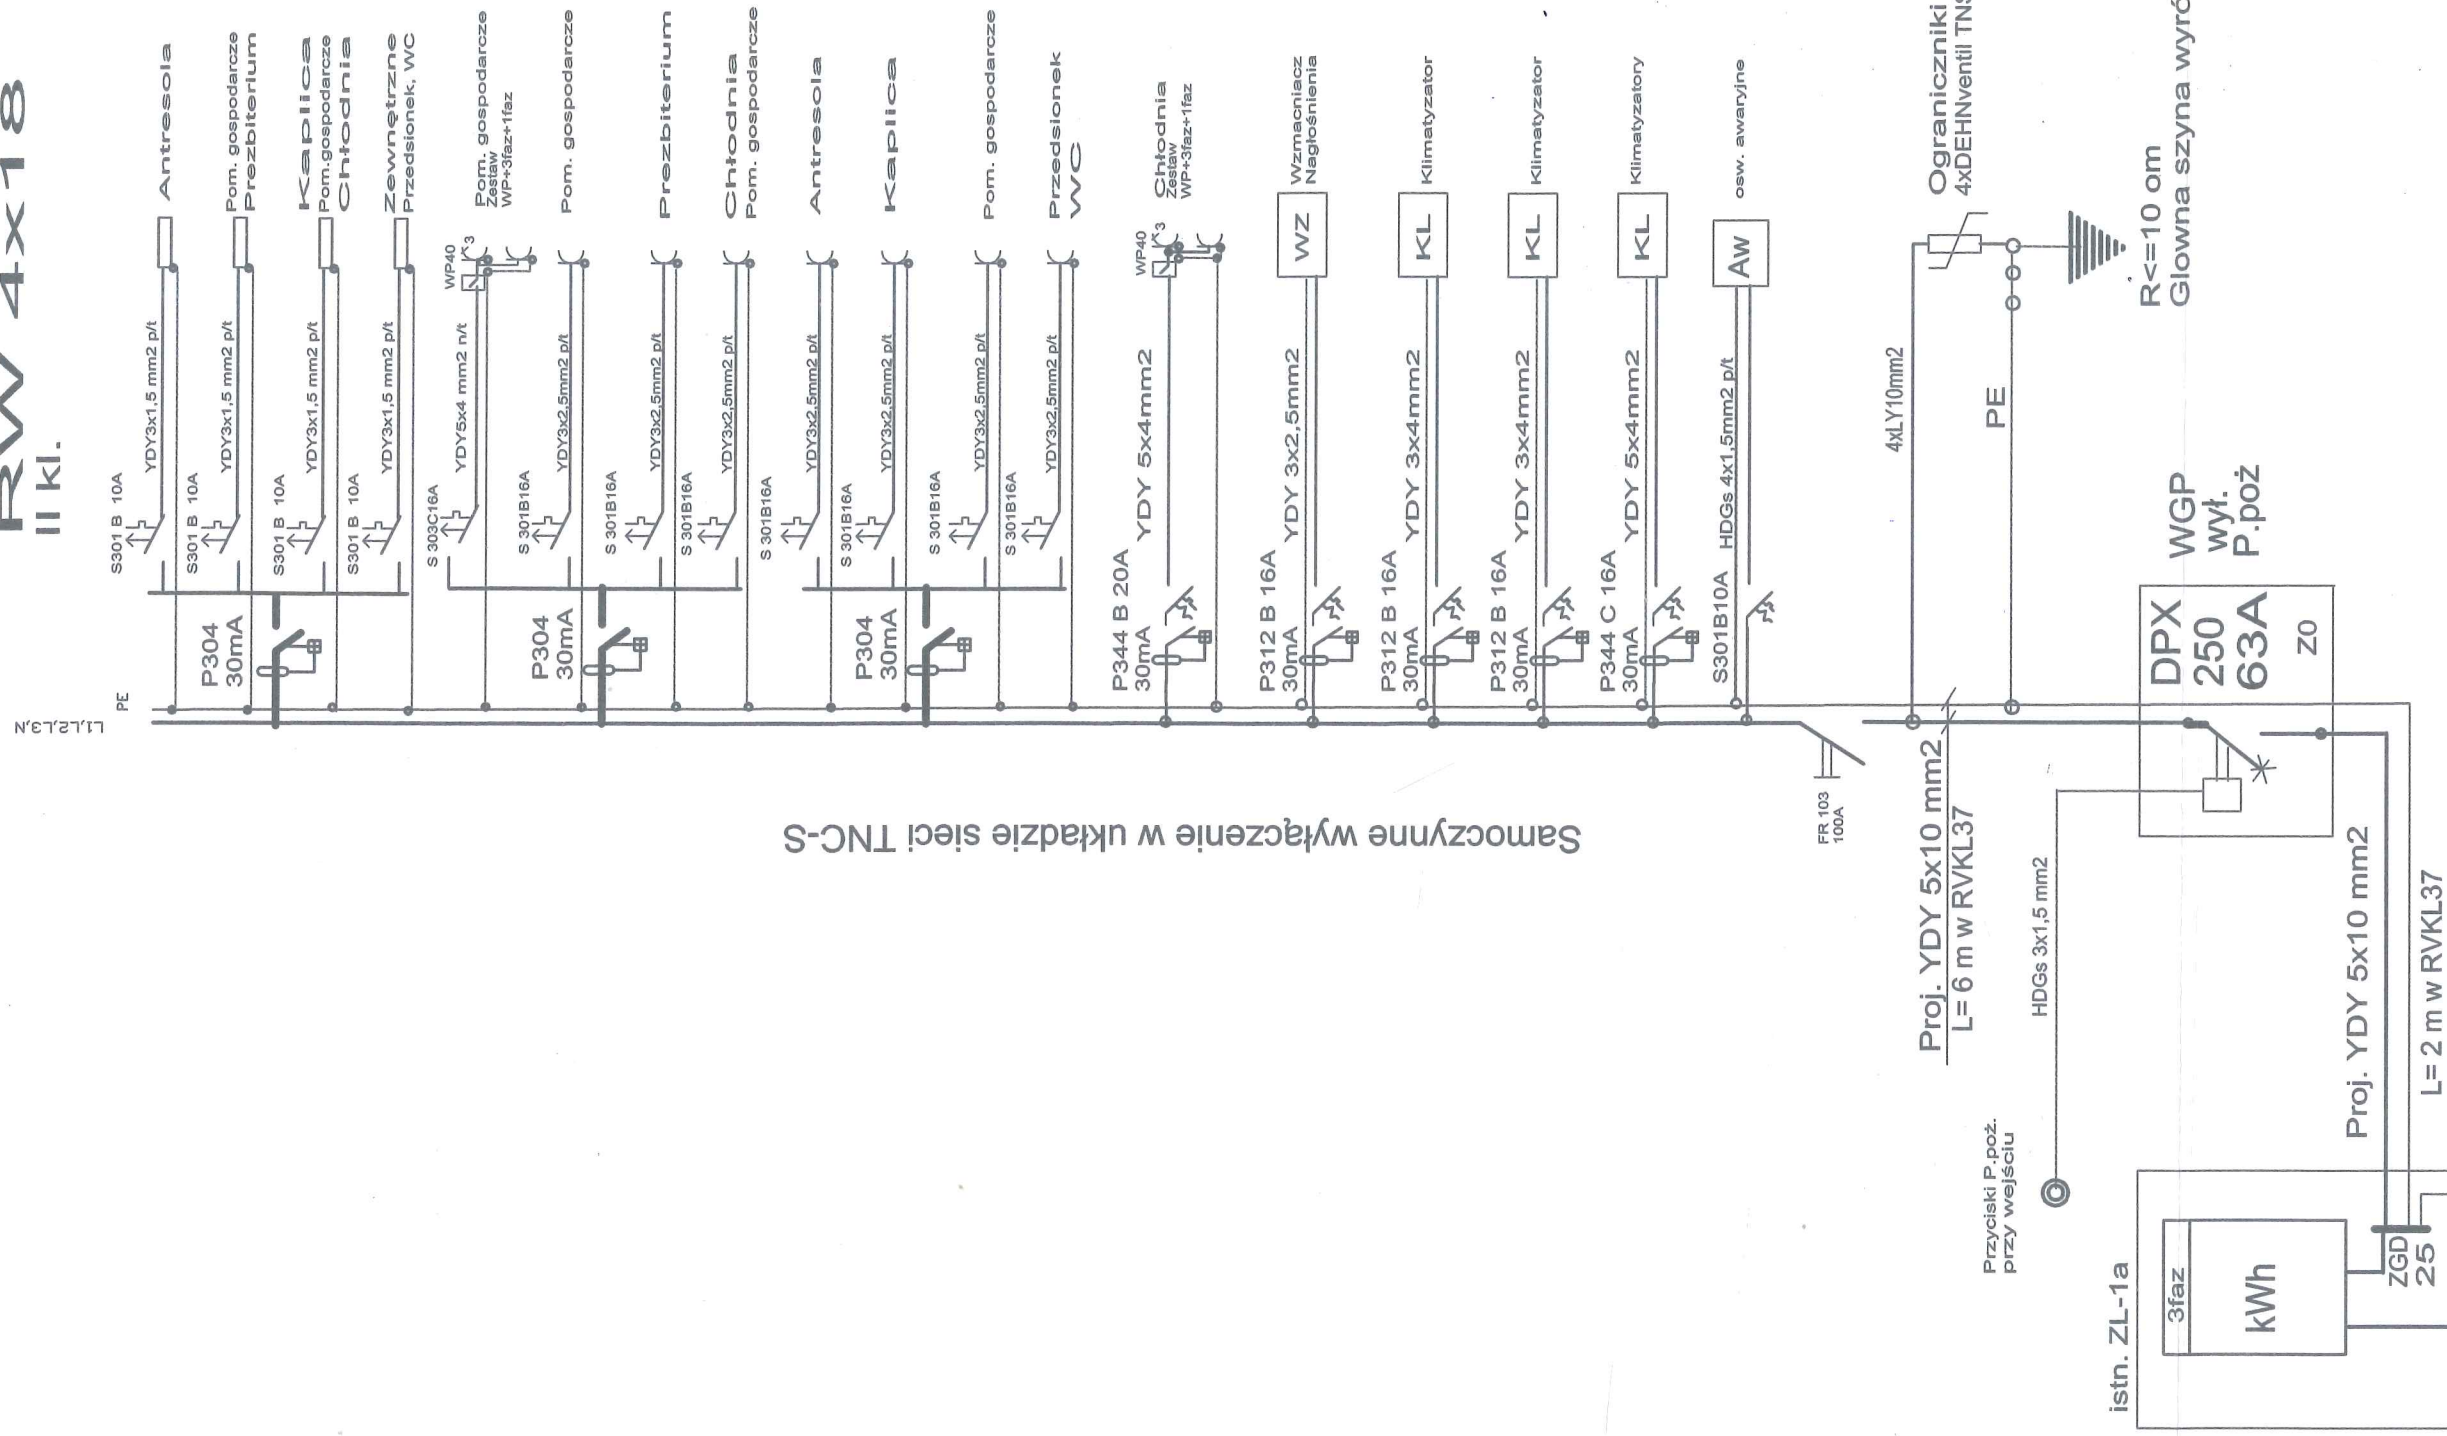 RW 4x18
II kl.
L1,L2,L3,N
PE
S301 B 10A
YDY3x1,5 mm2 p/t
Antresola
S301 B 10A
YDY3x1,5 mm2 p/t
Pom. gospodarcze
Prezbiterium
S301 B 10A
YDY3x1,5 mm2 p/t
Kaplica
Pom.gospodarcze
Chłodnia
S301 B 10A
YDY3x1,5 mm2 p/t
Zewnętrzne
Przedsionek, WC
P304
30mA
S 303C16A
YDY5x4 mm2 n/t
WP40
3
Pom. gospodarcze
Zestaw
WP+3faz+1faz
S 301B16A
YDY3x2,5mm2 p/t
Pom. gospodarcze
S 301B16A
YDY3x2,5mm2 p/t
Prezbiterium
S 301B16A
YDY3x2,5mm2 p/t
Chłodnia
Pom. gospodarcze
P304
30mA
S 301B16A
YDY3x2,5mm2 p/t
Antresola
S 301B16A
YDY3x2,5mm2 p/t
Kaplica
S 301B16A
YDY3x2,5mm2 p/t
Pom. gospodarcze
S 301B16A
YDY3x2,5mm2 p/t
Przedsionek
WC
P304
30mA
P344 B 20A
30mA
YDY 5x4mm2
WP40
3
Chłodnia
Zestaw
WP+3faz+1faz
P312 B 16A
30mA
YDY 3x2,5mm2
WZ
Wzmacniacz
Nagłośnienia
P312 B 16A
30mA
YDY 3x4mm2
KL
Klimatyzator
P312 B 16A
30mA
YDY 3x4mm2
KL
Klimatyzator
P344 C 16A
30mA
YDY 5x4mm2
KL
Klimatyzatory
S301B10A
HDGs 4x1,5mm2 p/t
AW
osw. awaryjne
Samoczynne wyłączenie w układzie sieci TNC-S
FR 103
100A
4xLY10mm2
Ograniczniki
4xDEHNventil TNS
PE
R<=10 om
Glowna szyna wyró
Proj. YDY 5x10 mm2
L= 6 m w RVKL37
HDGs 3x1,5 mm2
Przyciski P.poż.
przy wejściu
WGP
wył.
P.poż
DPX
250
63A
Z0
Proj. YDY 5x10 mm2
L= 2 m w RVKL37
istn. ZL-1a
3faz
kWh
ZGD
25